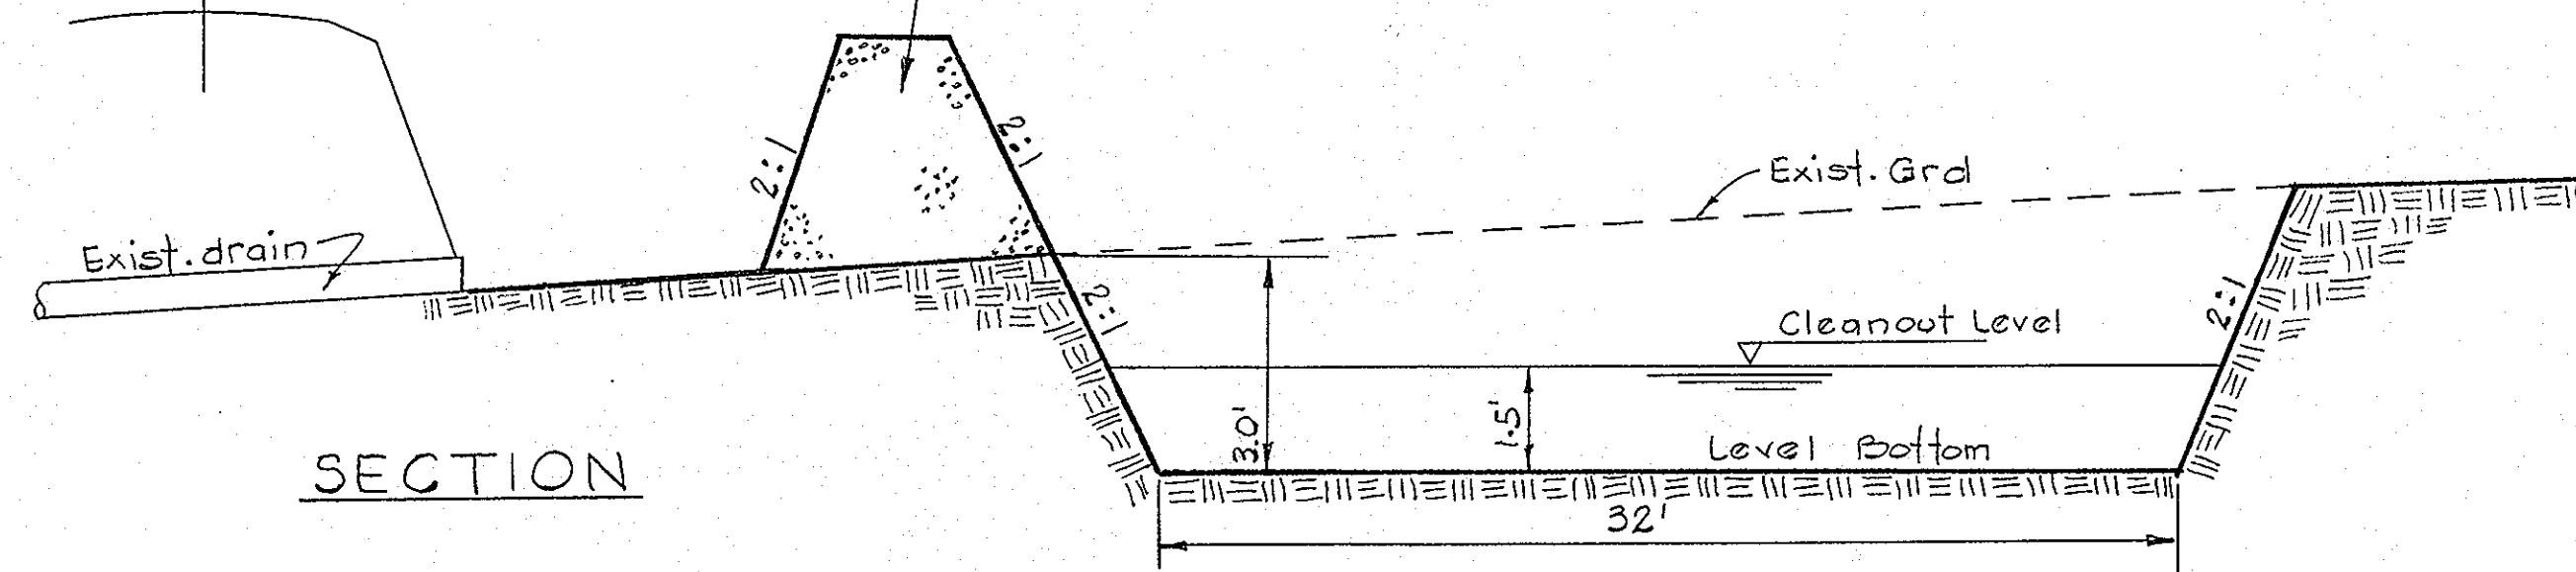 2:1
2:1
Exist. Grd
Exist. drain
2:1
2:1
Cleanout Level
3.0'
1.5'
Level Bottom
SECTION
32'